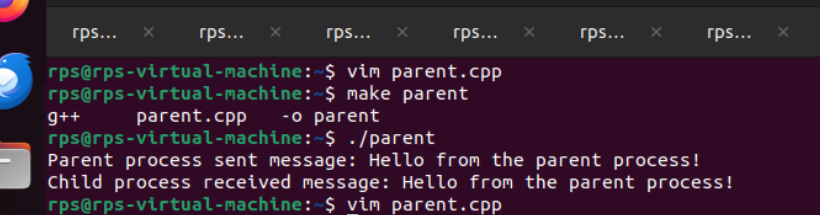 rps... × rps... × rps... × rps... × rps... × rps... ×
rps@rps-virtual-machine:~$ vim parent.cpp
rps@rps-virtual-machine:~$ make parent
g++     parent.cpp   -o parent
rps@rps-virtual-machine:~$ ./parent
Parent process sent message: Hello from the parent process!
Child process received message: Hello from the parent process!
rps@rps-virtual-machine:~$ vim parent.cpp